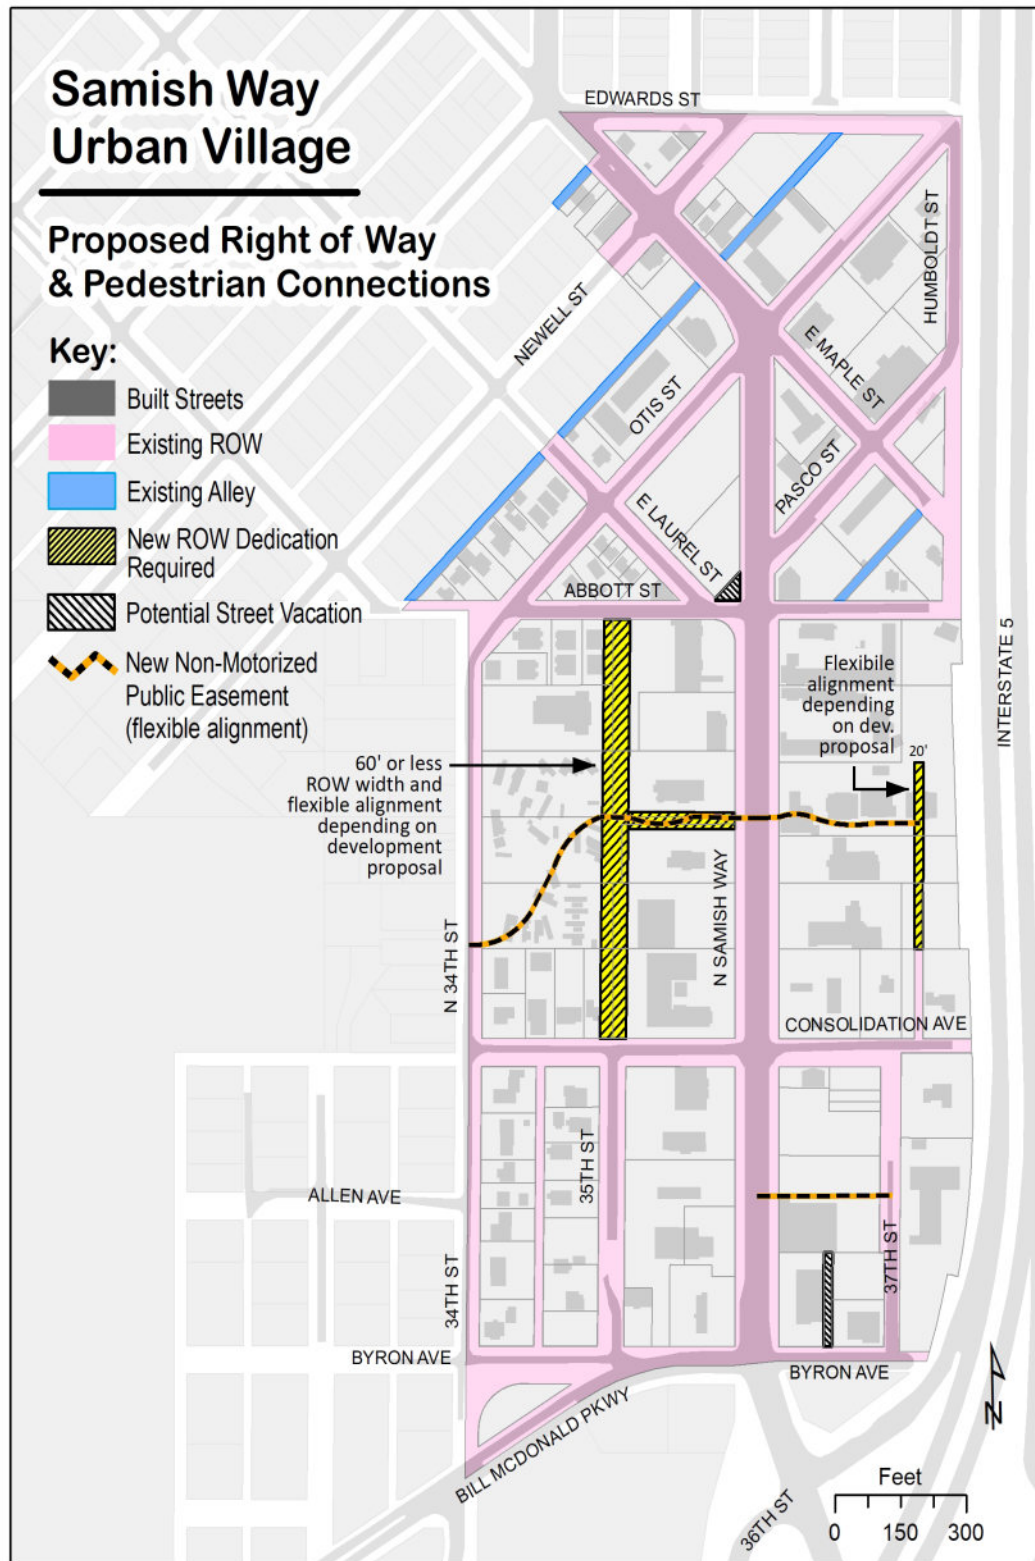 Samish Way
Urban Village
Proposed Right of Way
& Pedestrian Connections
Key:
Built Streets
Existing ROW
Existing Alley
New ROW Dedication
Required
Potential Street Vacation
New Non-Motorized
Public Easement
(flexible alignment)
EDWARDS ST
HUMBOLDT ST
NEWELL ST
E MAPLE ST
OTIS ST
PASCO ST
E LAUREL ST
ABBOTT ST
INTERSTATE 5
Flexibile
alignment
depending
on dev.
proposal
20'
60' or less
ROW width and
flexible alignment
depending on
development
proposal
N SAMISH WAY
N 34TH ST
CONSOLIDATION AVE
35TH ST
ALLEN AVE
34TH ST
37TH ST
BYRON AVE
BYRON AVE
BILL MCDONALD PKWY
36TH ST
N
Feet
0 150 300